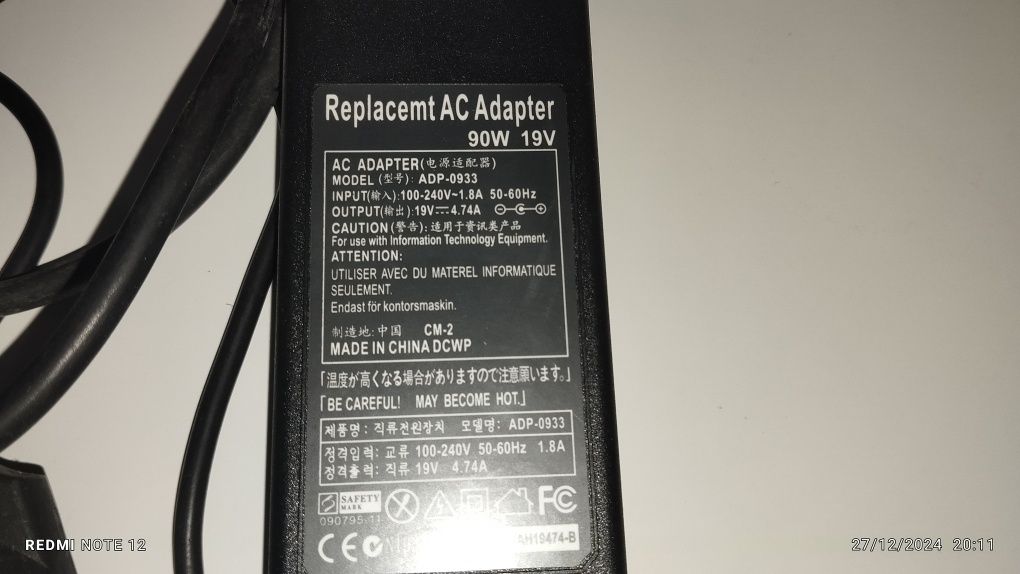 Replacemt AC Adapter
90W 19V
AC ADAPTER(电源适配器)
MODEL (型号): ADP-0933
INPUT(输入):100-240V~1.8A 50-60Hz
OUTPUT(输出):19V⎓4.74A
CAUTION (警告): 适用于资讯类产品
For use with Information Technology Equipment.
ATTENTION:
UTILISER AVEC DU MATEREL INFORMATIQUE
SEULEMENT.
Endast för kontorsmaskin.
制造地: 中国 CM-2
MADE IN CHINA DCWP
「温度が高くなる場合がありますので注意願います。」
「BE CAREFUL! MAY BECOME HOT.」
제품명: 직류전원장치 모델명: ADP-0933
정격입력: 교류 100-240V 50-60Hz 1.8A
정격출력: 직류 19V 4.74A
SAFETY
MARK
090795.11
FC
CE AH19474-B
REDMI NOTE 12
27/12/2024 20:11